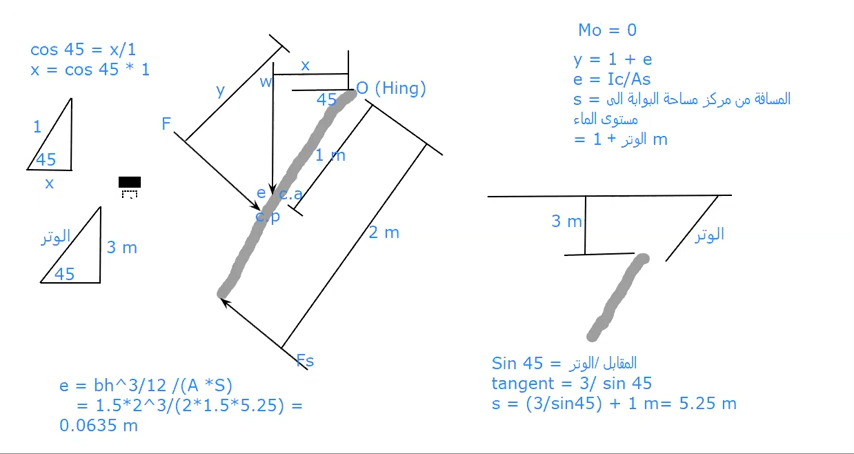 cos 45 = x/1
x = cos 45 * 1
1
45
x
الوتر
3 m
45
e = bh^3/12 /(A *S)
= 1.5*2^3/(2*1.5*5.25) =
0.0635 m
x
w
y
45
O (Hing)
F
1 m
e
c.a
c.p
2 m
Fs
Mo = 0
y = 1 + e
e = Ic/As
s = المسافة من مركز مساحة البوابة الى
مستوى الماء
= الوتر + 1 m
3 m
الوتر
Sin 45 = المقابل /الوتر
tangent = 3/ sin 45
s = (3/sin45) + 1 m= 5.25 m